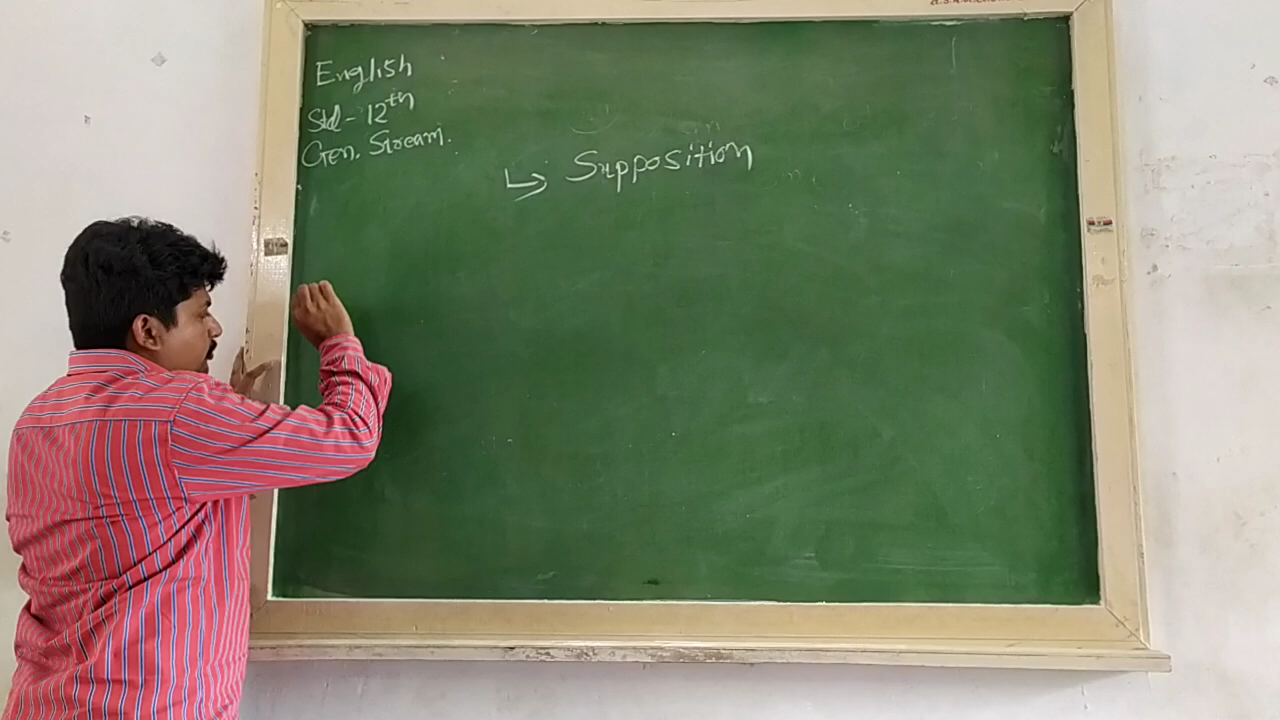 English
Std - 12th
Gen. Stream.
↳ Supposition